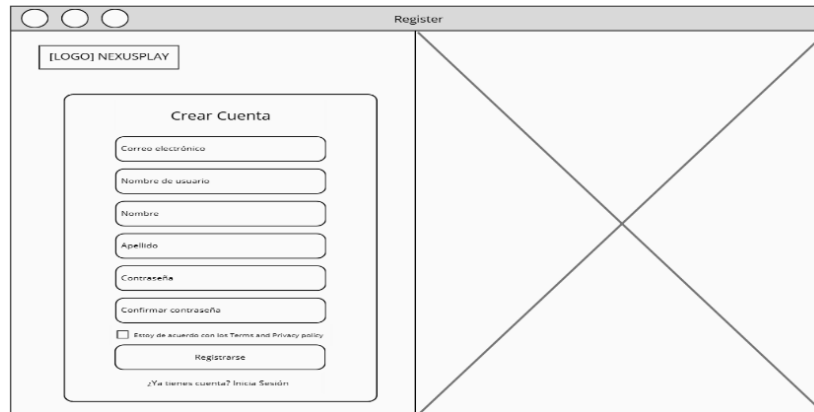 Register
[LOGO] NEXUSPLAY
Crear Cuenta
Correo electrónico
Nombre de usuario
Nombre
Apellido
Contraseña
Confirmar contraseña
Estoy de acuerdo con los Terms and Privacy policy
Registrarse
¿Ya tienes cuenta? Inicia Sesión